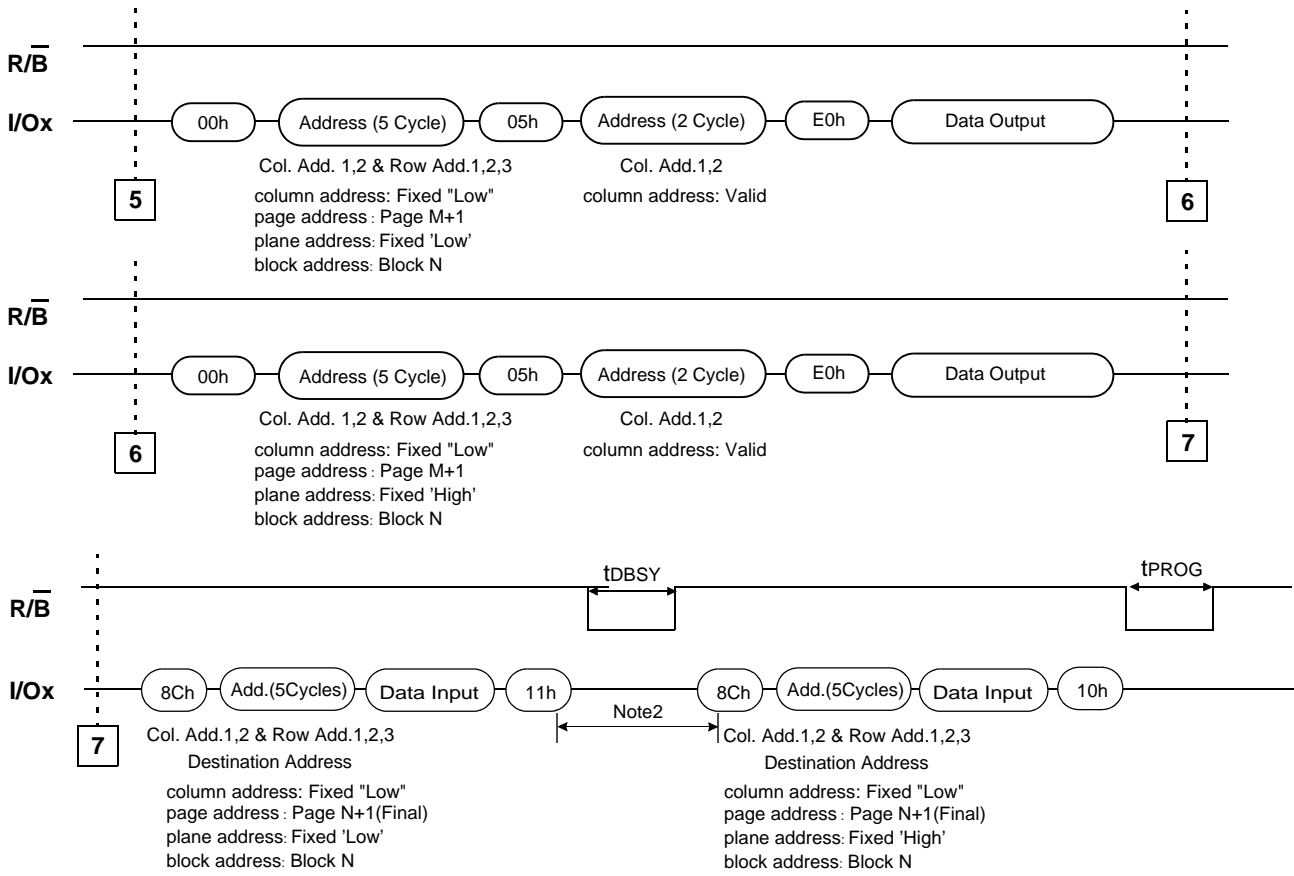 R/B
I/Ox
00h Address (5 Cycle) 05h Address (2 Cycle) E0h Data Output
Col. Add. 1,2 & Row Add.1,2,3 Col. Add.1,2
column address: Fixed "Low" column address: Valid
page address : Page M+1
plane address: Fixed 'Low'
block address: Block N
5 6
R/B
I/Ox
00h Address (5 Cycle) 05h Address (2 Cycle) E0h Data Output
Col. Add. 1,2 & Row Add.1,2,3 Col. Add.1,2
column address: Fixed "Low" column address: Valid
page address : Page M+1
plane address: Fixed 'High'
block address: Block N
6 7
tDBSY tPROG
R/B
I/Ox
8Ch Add.(5Cycles) Data Input 11h 8Ch Add.(5Cycles) Data Input 10h
Note2
7
Col. Add.1,2 & Row Add.1,2,3 Col. Add.1,2 & Row Add.1,2,3
Destination Address Destination Address
column address: Fixed "Low" column address: Fixed "Low"
page address : Page N+1(Final) page address : Page N+1(Final)
plane address: Fixed 'Low' plane address: Fixed 'High'
block address: Block N block address: Block N